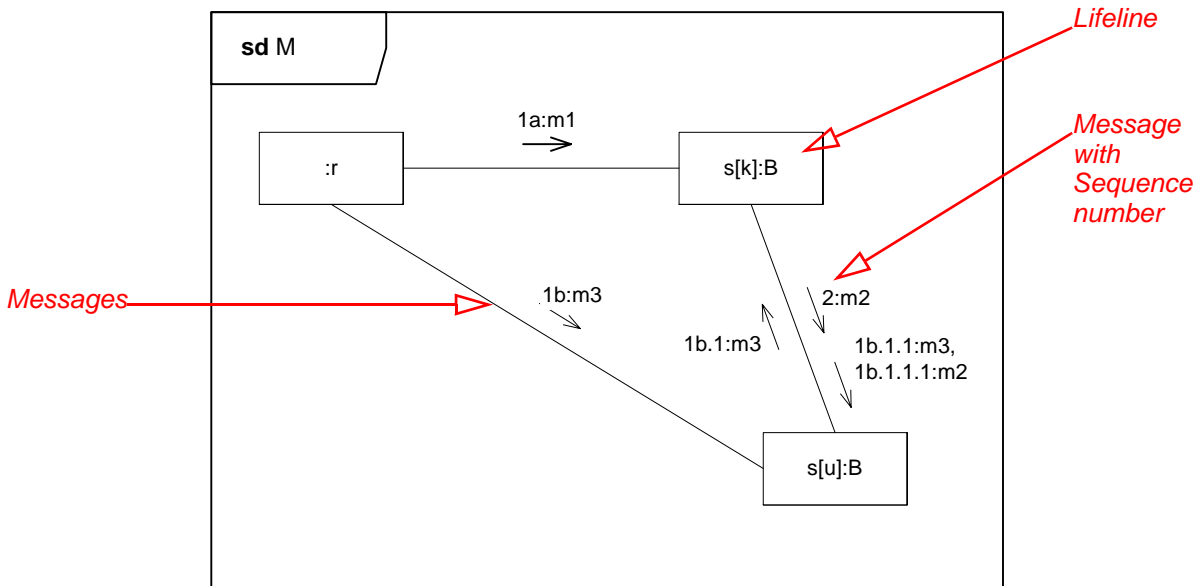 Lifeline
sd M
1a:m1
Message
with
Sequence
number
:r
s[k]:B
Messages
1b:m3
2:m2
1b.1:m3
1b.1.1:m3,
1b.1.1.1:m2
s[u]:B